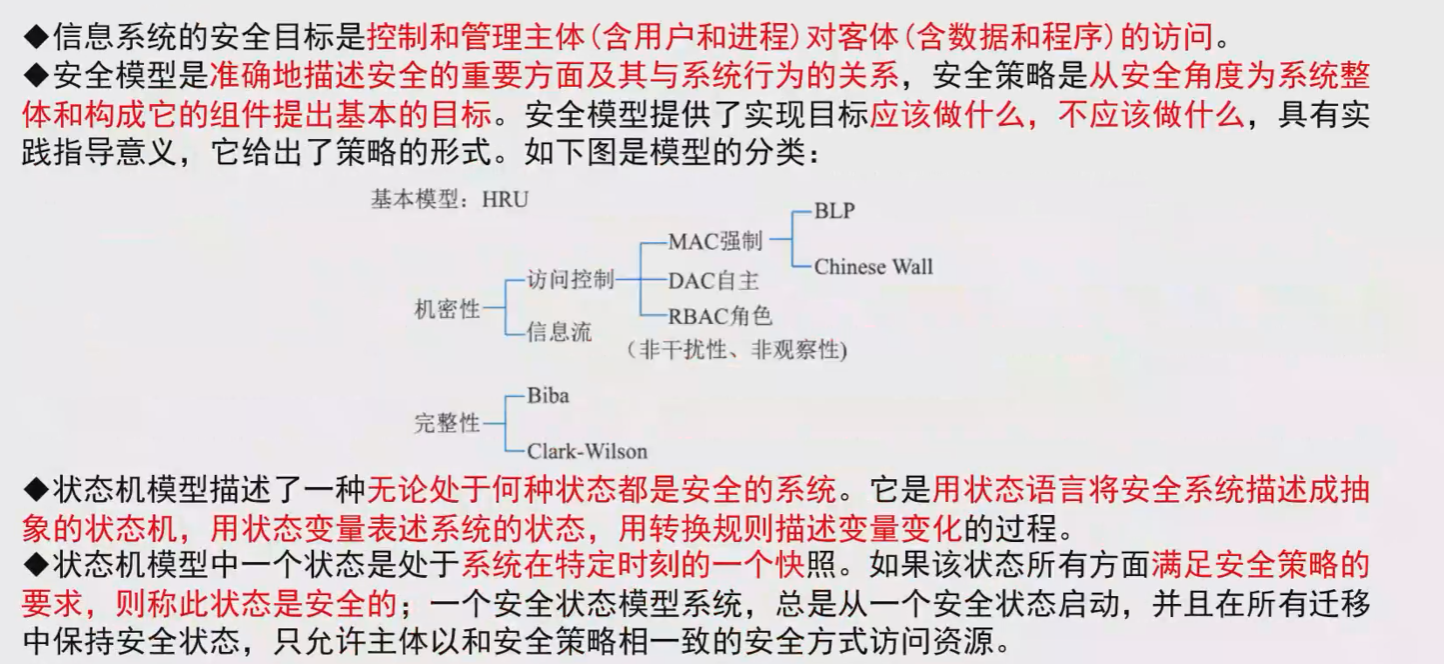 ◆信息系统的安全目标是控制和管理主体(含用户和进程)对客体(含数据和程序)的访问。
◆安全模型是准确地描述安全的重要方面及其与系统行为的关系，安全策略是从安全角度为系统整
体和构成它的组件提出基本的目标。安全模型提供了实现目标应该做什么，不应该做什么，具有实
践指导意义，它给出了策略的形式。如下图是模型的分类：
基本模型：HRU
机密性
访问控制
MAC强制
BLP
Chinese Wall
DAC自主
RBAC角色
信息流
（非干扰性、非观察性)
完整性
Biba
Clark-Wilson
◆状态机模型描述了一种无论处于何种状态都是安全的系统。它是用状态语言将安全系统描述成抽
象的状态机，用状态变量表述系统的状态，用转换规则描述变量变化的过程。
◆状态机模型中一个状态是处于系统在特定时刻的一个快照。如果该状态所有方面满足安全策略的
要求，则称此状态是安全的；一个安全状态模型系统，总是从一个安全状态启动，并且在所有迁移
中保持安全状态，只允许主体以和安全策略相一致的安全方式访问资源。